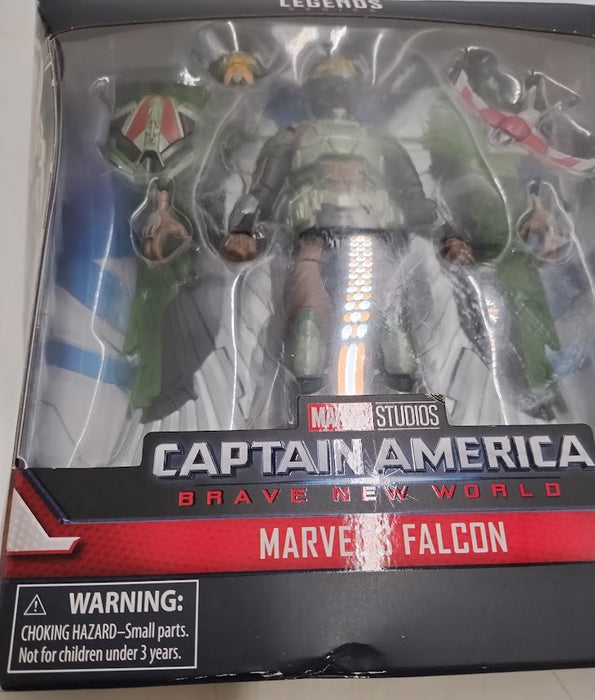 LEGENDS
MARVEL STUDIOS
CAPTAIN AMERICA
BRAVE NEW WORLD
MARVEL'S FALCON
WARNING:
CHOKING HAZARD–Small parts.
Not for children under 3 years.